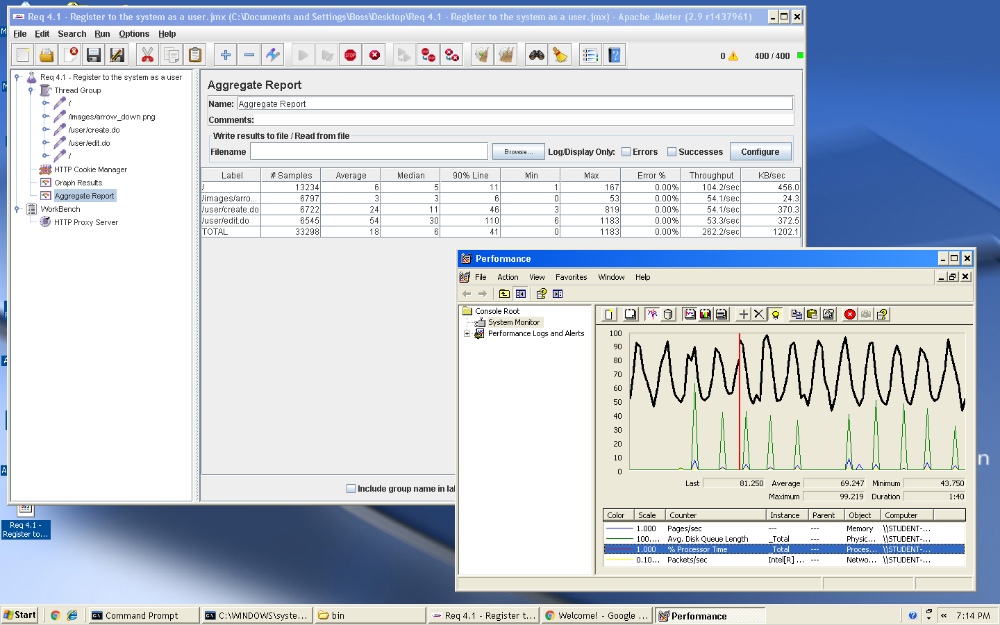 Req 4.1 - Register to the system as a user.jmx (C:\Documents and Settings\Boss\Desktop\Req 4.1 - Register to the system as a user.jmx) - Apache JMeter (2.9 r1437961)
File Edit Search Run Options Help
0 400 / 400
Req 4.1 - Register to the system as a user
Thread Group
/
/images/arrow_down.png
/user/create.do
/user/edit.do
/
HTTP Cookie Manager
Graph Results
Aggregate Report
WorkBench
HTTP Proxy Server
Aggregate Report
Name: Aggregate Report
Comments:
Write results to file / Read from file
Filename Browse... Log/Display Only: Errors Successes Configure
Label # Samples Average Median 90% Line Min Max Error % Throughput KB/sec
/ 13234 6 5 11 1 167 0.00% 104.2/sec 456.0
/images/arro... 6797 3 3 6 0 53 0.00% 54.1/sec 24.3
/user/create.do 6722 24 11 46 3 819 0.00% 54.1/sec 370.3
/user/edit.do 6545 54 30 110 6 1183 0.00% 53.3/sec 372.5
TOTAL 33298 18 6 41 0 1183 0.00% 262.2/sec 1202.1
Include group name in la
Performance
File Action View Favorites Window Help
Console Root
System Monitor
Performance Logs and Alerts
100
90
80
70
60
50
40
30
20
10
0
Last 81.250 Average 69.247 Minimum 43.750
Maximum 99.219 Duration 1:40
Color Scale Counter Instance Parent Object Computer
1.000 Pages/sec --- --- Memory \\STUDENT-...
100.... Avg. Disk Queue Length _Total --- Physic... \\STUDENT-...
1.000 % Processor Time _Total --- Proces... \\STUDENT-...
0.10... Packets/sec Intel[R] ... --- Netwo... \\STUDENT-...
n
Req 4.1 -
Register to...
Start Command Prompt C:\WINDOWS\syste... bin Req 4.1 - Register t... Welcome! - Google ... Performance « 7:14 PM